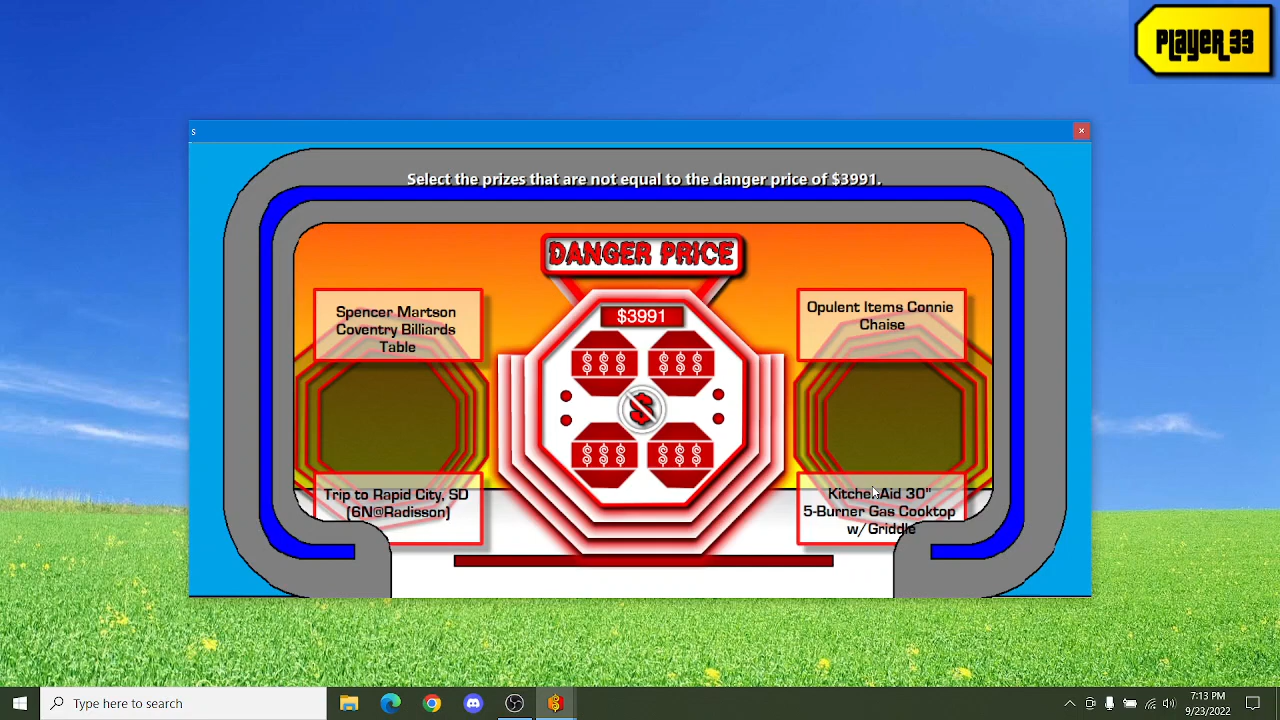 Player 33
s
Select the prizes that are not equal to the danger price of $3991.
DANGER PRICE
$3991
Spencer Martson
Coventry Billiards
Table
Opulent Items Connie
Chaise
$ $ $
$ $ $
$
$ $ $
$ $ $
Trip to Rapid City, SD
(6N@Radisson)
KitchenAid 30"
5-Burner Gas Cooktop
w/Griddle
Type here to search
7:13 PM
9/23/2022